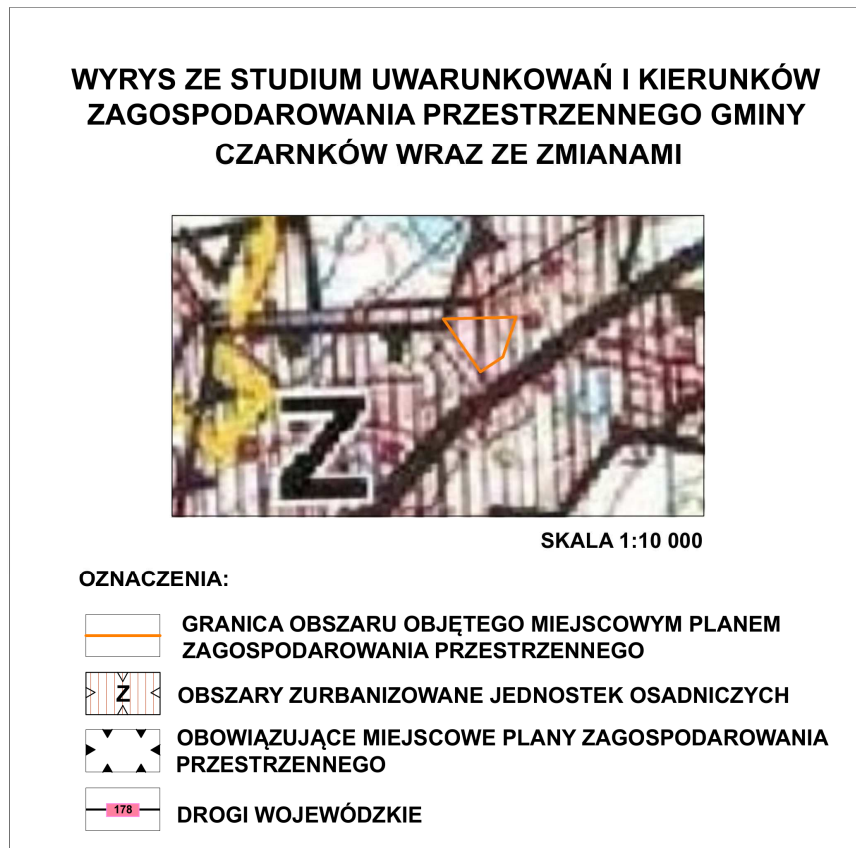 WYRYS ZE STUDIUM UWARUNKOWAŃ I KIERUNKÓW
ZAGOSPODAROWANIA PRZESTRZENNEGO GMINY
CZARNKÓW WRAZ ZE ZMIANAMI
Z
SKALA 1:10 000
OZNACZENIA:
GRANICA OBSZARU OBJĘTEGO MIEJSCOWYM PLANEM
ZAGOSPODAROWANIA PRZESTRZENNEGO
Z
OBSZARY ZURBANIZOWANE JEDNOSTEK OSADNICZYCH
OBOWIĄZUJĄCE MIEJSCOWE PLANY ZAGOSPODAROWANIA
PRZESTRZENNEGO
178
DROGI WOJEWÓDZKIE